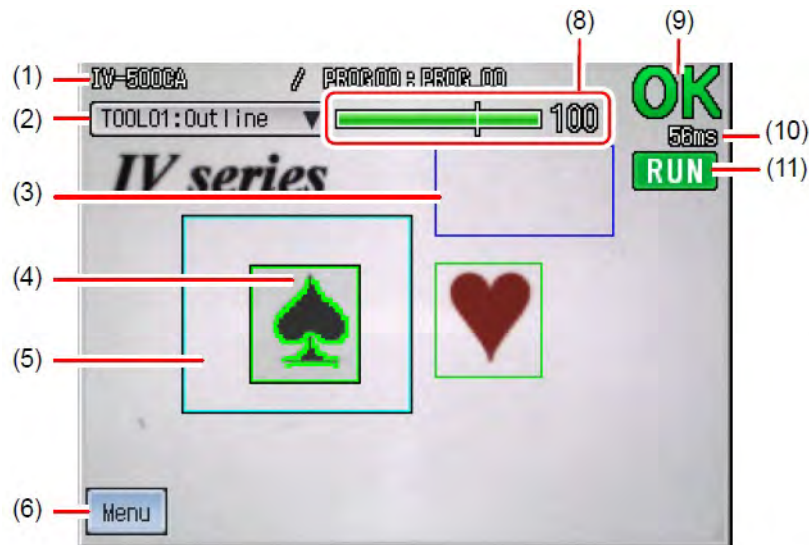 (8) (9)
(1) IV-500CA / PROG00 : PROG_00 OK
(2) TOOL01:Outline 100 56ms (10)
(3) IV series RUN (11)
(4)
(5)
(6) Menu